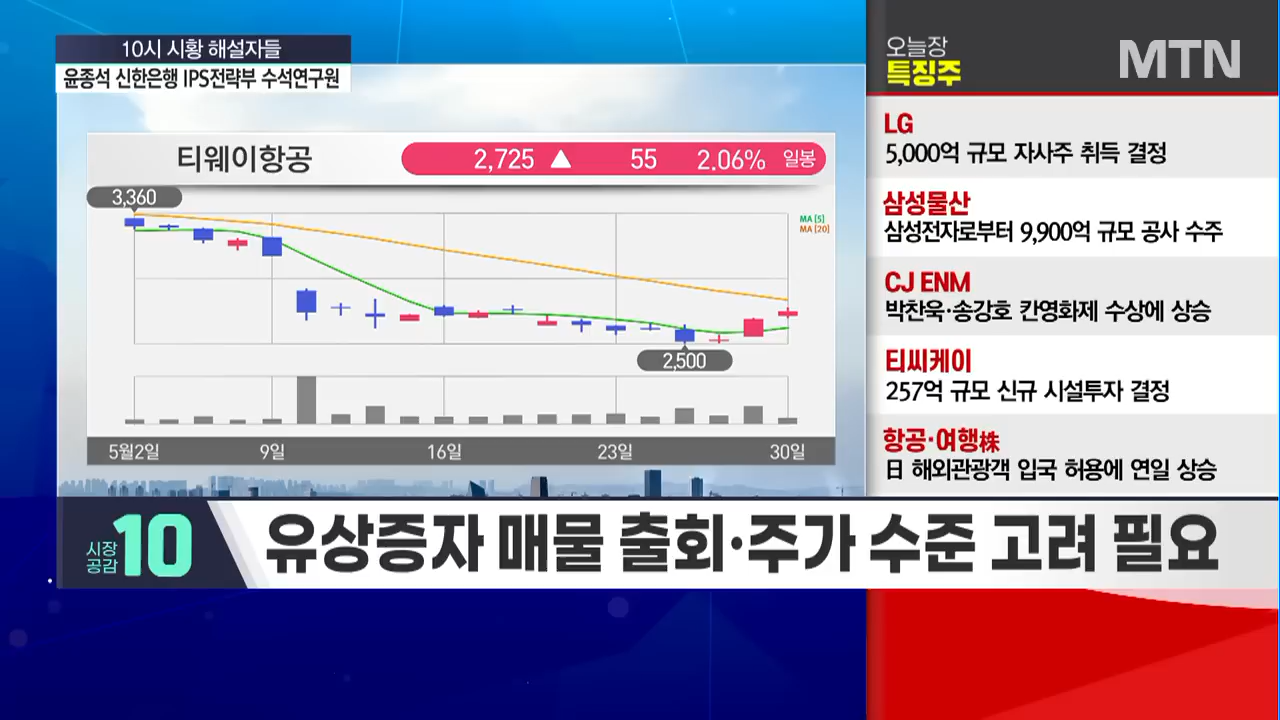 10시 시황 해설자들
윤종석 신한은행 IPS전략부 수석연구원
티웨이항공
2,725 ▲ 55 2.06% 일봉
3,360
MA [5]
MA [20]
2,500
5월2일 9일 16일 23일 30일
시장
공감
10
유상증자 매물 출회·주가 수준 고려 필요
오늘장
특징주
MTN
LG
5,000억 규모 자사주 취득 결정
삼성물산
삼성전자로부터 9,900억 규모 공사 수주
CJ ENM
박찬욱·송강호 칸영화제 수상에 상승
티씨케이
257억 규모 신규 시설투자 결정
항공·여행株
日 해외관광객 입국 허용에 연일 상승